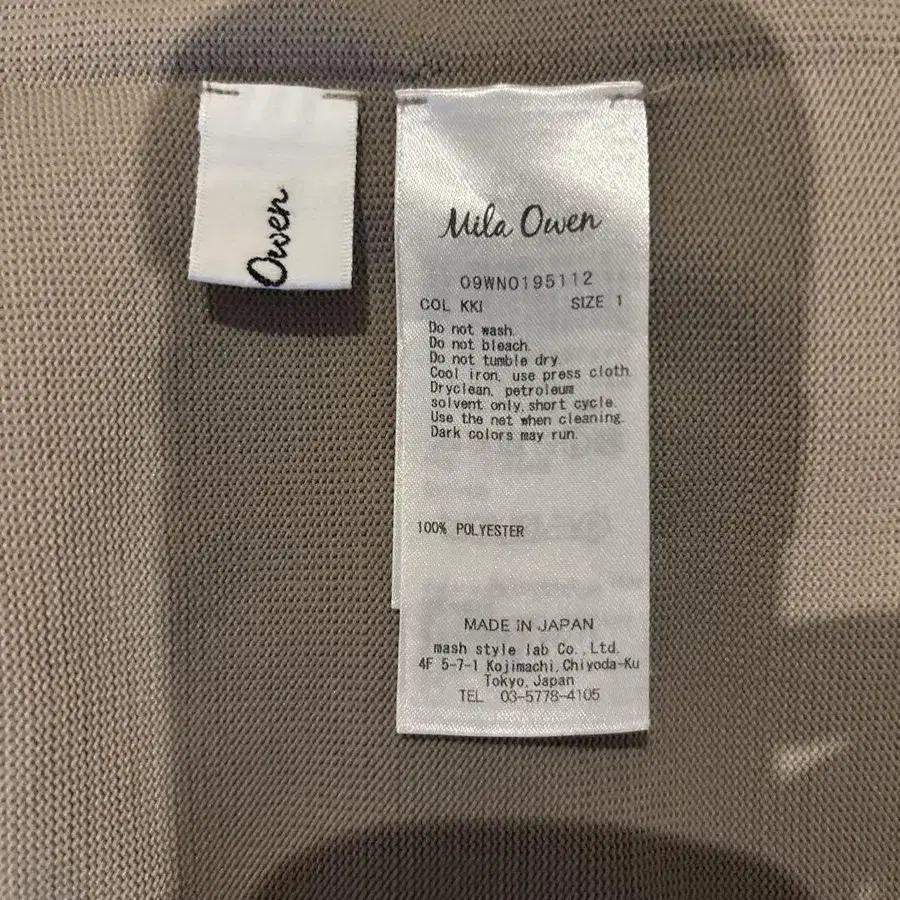 Owen
Mila Owen
09WNO195112
COL KKI SIZE 1
Do not wash.
Do not bleach.
Do not tumble dry.
Cool iron, use press cloth.
Dryclean, petroleum
solvent only, short cycle.
Use the net when cleaning.
Dark colors may run.
100% POLYESTER
MADE IN JAPAN
mash style lab Co., Ltd.
4F 5-7-1 Kojimachi, Chiyoda-Ku
Tokyo, Japan
TEL 03-5778-4105